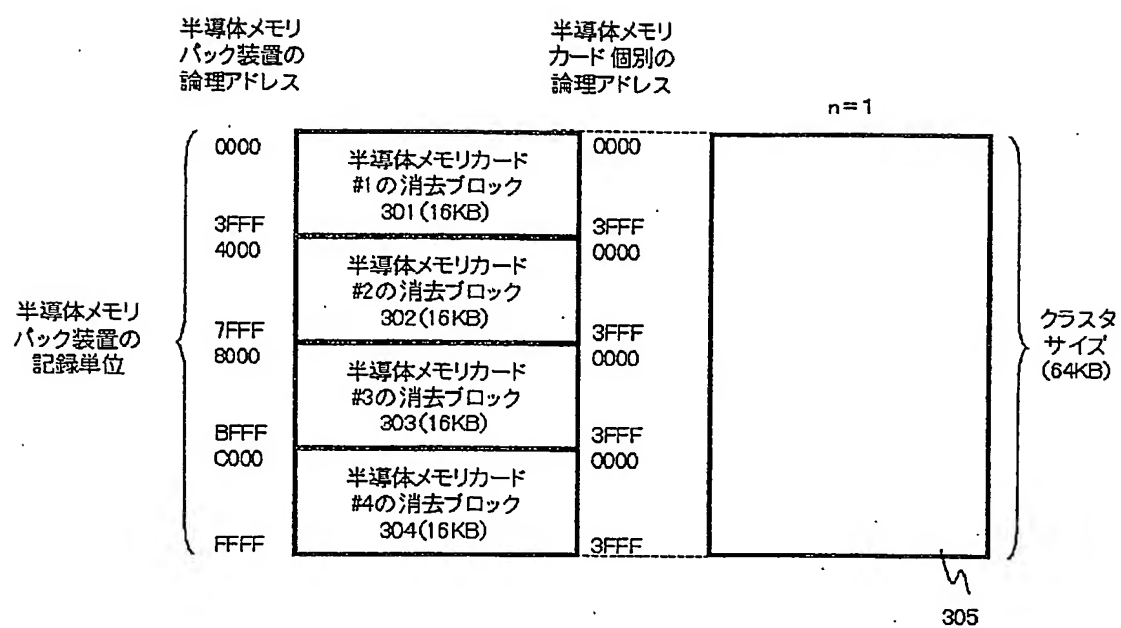 半導体メモリ
パック装置の
論理アドレス
半導体メモリ
カード 個別の
論理アドレス
n=1
0000
半導体メモリカード
#1の消去ブロック
301(16KB)
0000
3FFF
3FFF
4000
半導体メモリカード
#2の消去ブロック
302(16KB)
0000
7FFF
3FFF
8000
半導体メモリカード
#3の消去ブロック
303(16KB)
0000
BFFF
3FFF
C000
半導体メモリカード
#4の消去ブロック
304(16KB)
0000
FFFF
3FFF
半導体メモリ
パック装置の
記録単位
クラスタ
サイズ
(64KB)
305